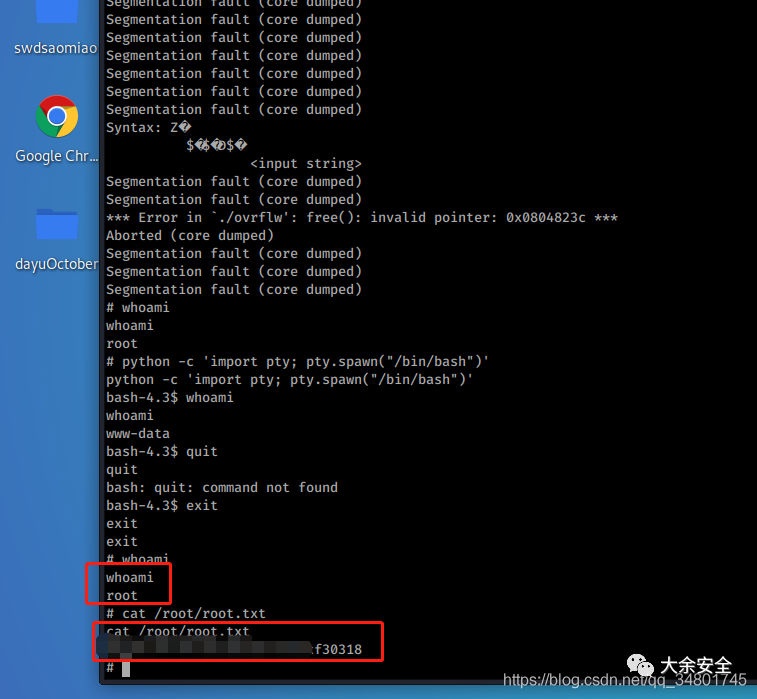 Segmentation fault (core dumped)
Segmentation fault (core dumped)
Segmentation fault (core dumped)
Segmentation fault (core dumped)
Segmentation fault (core dumped)
Segmentation fault (core dumped)
Segmentation fault (core dumped)
Syntax: Z�
$�$�D$�
<input string>
Segmentation fault (core dumped)
Segmentation fault (core dumped)
*** Error in `./ovrflw': free(): invalid pointer: 0x0804823c ***
Aborted (core dumped)
Segmentation fault (core dumped)
Segmentation fault (core dumped)
Segmentation fault (core dumped)
# whoami
whoami
root
# python -c 'import pty; pty.spawn("/bin/bash")'
python -c 'import pty; pty.spawn("/bin/bash")'
bash-4.3$ whoami
whoami
www-data
bash-4.3$ quit
quit
bash: quit: command not found
bash-4.3$ exit
exit
exit
# whoami
whoami
root
# cat /root/root.txt
cat /root/root.txt
f30318
#
swdsaomiao
Google Chr...
dayuOctober
大余安全
https://blog.csdn.net/qq_34801745